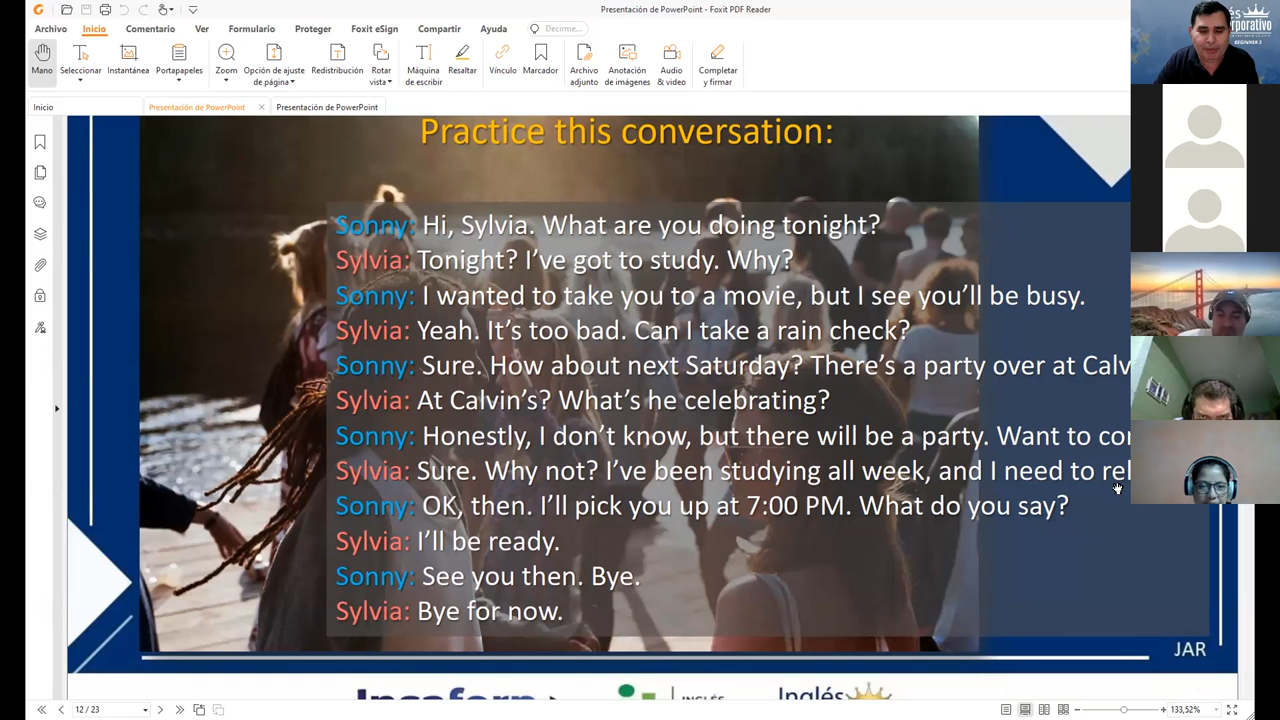 Presentación de PowerPoint - Foxit PDF Reader
Archivo Inicio Comentario Ver Formulario Proteger Foxit eSign Compartir Ayuda Decirme...
Mano Seleccionar Instantánea Portapapeles Zoom Opción de ajuste de página Redistribución Rotar vista Máquina de escribir Resaltar Vínculo Marcador Archivo adjunto Anotación de imágenes Audio & video Completar y firmar
Inicio Presentación de PowerPoint Presentación de PowerPoint
Practice this conversation:
Sonny: Hi, Sylvia. What are you doing tonight?
Sylvia: Tonight? I've got to study. Why?
Sonny: I wanted to take you to a movie, but I see you'll be busy.
Sylvia: Yeah. It's too bad. Can I take a rain check?
Sonny: Sure. How about next Saturday? There's a party over at Calv
Sylvia: At Calvin's? What's he celebrating?
Sonny: Honestly, I don't know, but there will be a party. Want to co
Sylvia: Sure. Why not? I've been studying all week, and I need to rel
Sonny: OK, then. I'll pick you up at 7:00 PM. What do you say?
Sylvia: I'll be ready.
Sonny: See you then. Bye.
Sylvia: Bye for now.
JAR
INGLÉS
Inglés
12 / 23
133,52%